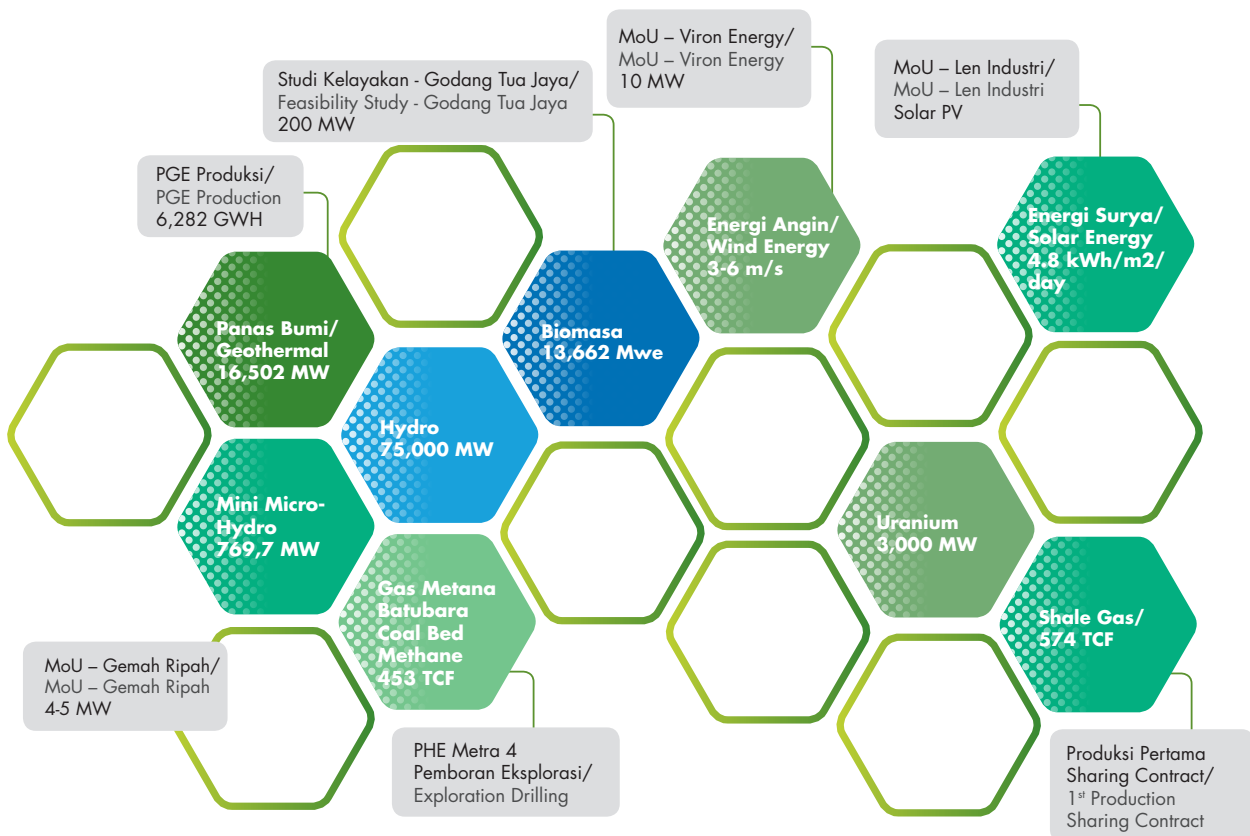 MoU – Viron Energy/
MoU – Viron Energy
10 MW
MoU – Len Industri/
MoU – Len Industri
Solar PV
Studi Kelayakan - Godang Tua Jaya/
Feasibility Study - Godang Tua Jaya
200 MW
PGE Produksi/
PGE Production
6,282 GWH
Energi Angin/
Wind Energy
3-6 m/s
Energi Surya/
Solar Energy
4.8 kWh/m2/
day
Panas Bumi/
Geothermal
16,502 MW
Biomasa
13,662 Mwe
Hydro
75,000 MW
Mini Micro-
Hydro
769,7 MW
Uranium
3,000 MW
Gas Metana
Batubara
Coal Bed
Methane
453 TCF
Shale Gas/
574 TCF
MoU – Gemah Ripah/
MoU – Gemah Ripah
4-5 MW
PHE Metra 4
Pemboran Eksplorasi/
Exploration Drilling
Produksi Pertama
Sharing Contract/
1st Production
Sharing Contract